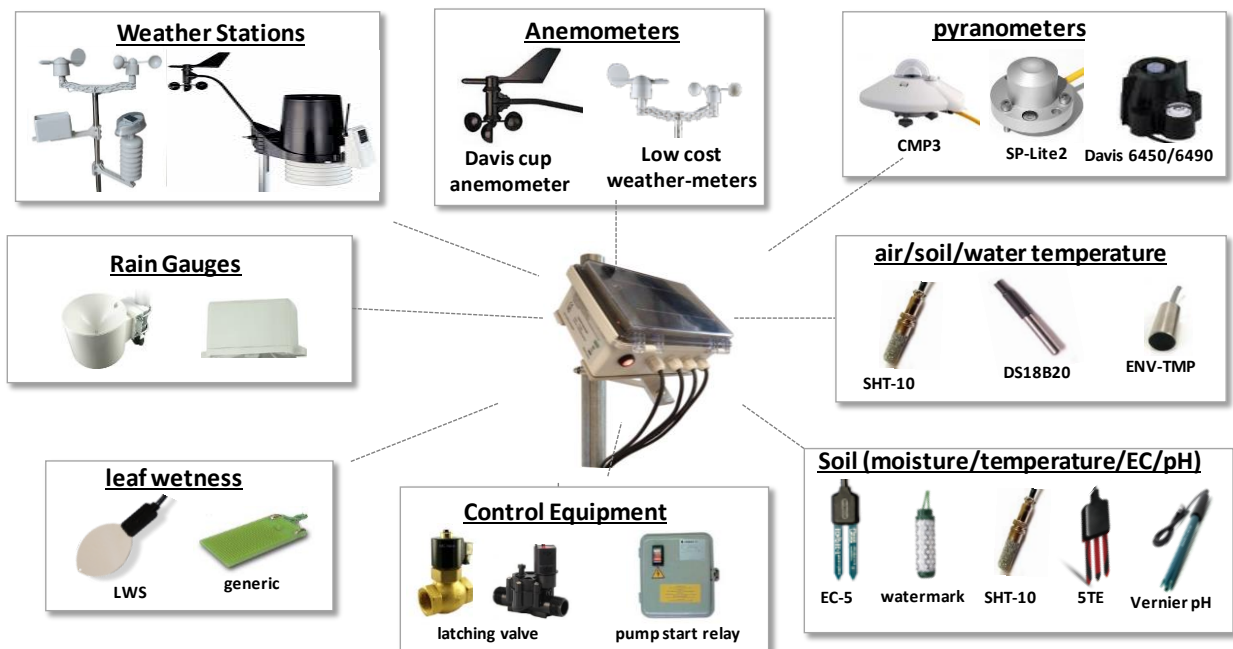 Weather Stations
Anemometers
Davis cup
anemometer
Low cost
weather-meters
pyranometers
CMP3
SP-Lite2
Davis 6450/6490
Rain Gauges
air/soil/water temperature
SHT-10
DS18B20
ENV-TMP
leaf wetness
LWS
generic
Control Equipment
latching valve
pump start relay
Soil (moisture/temperature/EC/pH)
EC-5
watermark
SHT-10
5TE
Vernier pH